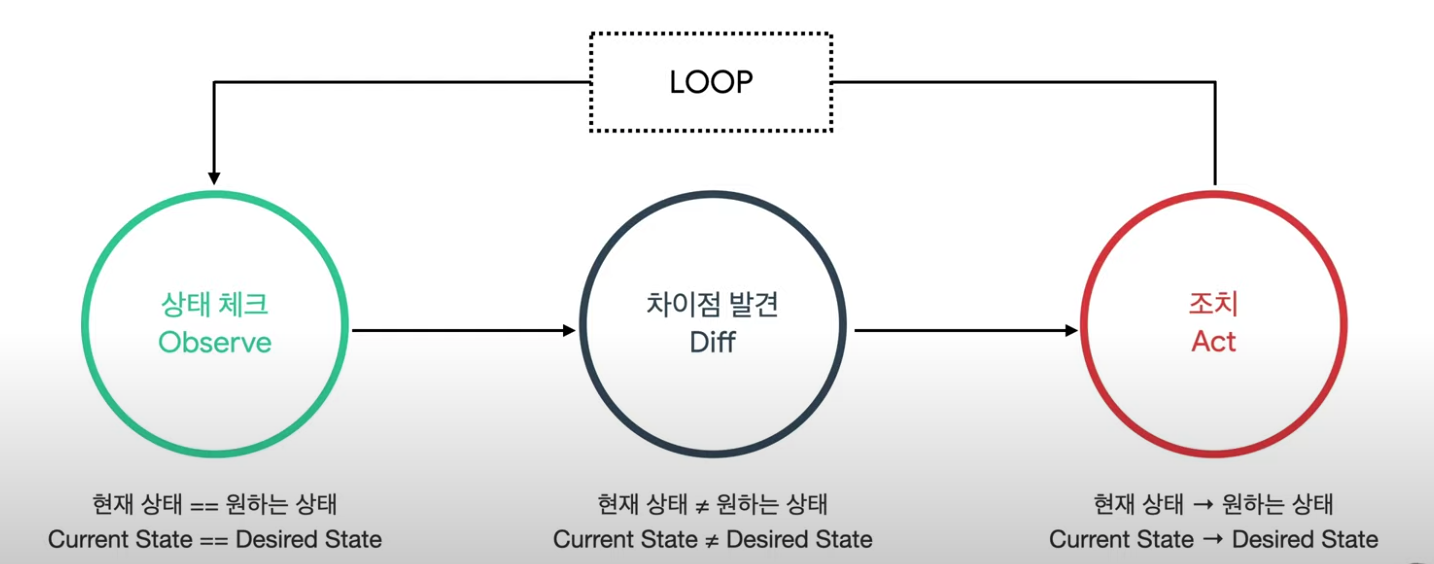 LOOP
상태 체크
Observe
차이점 발견
Diff
조치
Act
현재 상태 == 원하는 상태
Current State == Desired State
현재 상태 ≠ 원하는 상태
Current State ≠ Desired State
현재 상태 → 원하는 상태
Current State → Desired State